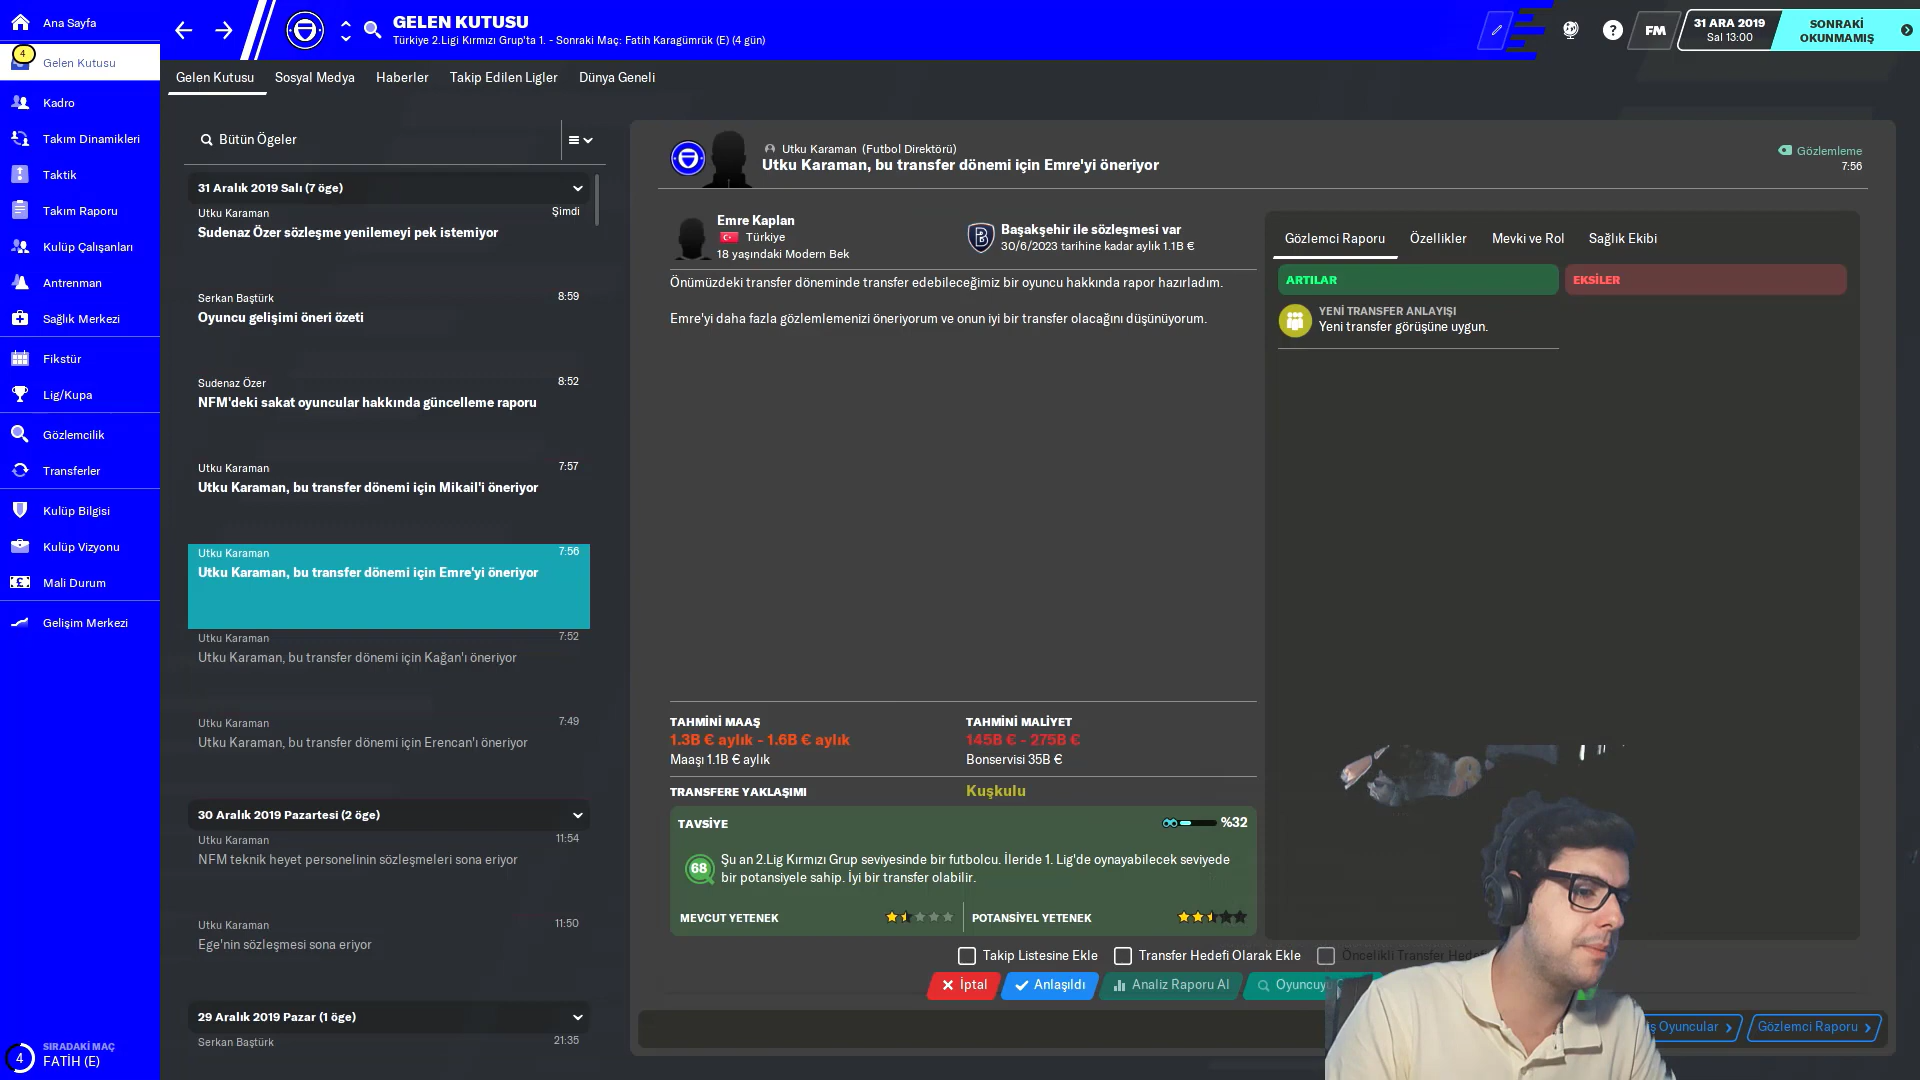 Ana Sayfa
4
Gelen Kutusu
Kadro
Takım Dinamikleri
Taktik
Takım Raporu
Kulüp Çalışanları
Antrenman
Sağlık Merkezi
Fikstür
Lig/Kupa
Gözlemcilik
Transferler
Kulüp Bilgisi
Kulüp Vizyonu
Mali Durum
Gelişim Merkezi
4
SIRADAKİ MAÇ
FATİH (E)
GELEN KUTUSU
Türkiye 2.Ligi Kırmızı Grup'ta 1. - Sonraki Maç: Fatih Karagümrük (E) (4 gün)
FM
31 ARA 2019
Sal 13:00
SONRAKİ
OKUNMAMIŞ
Gelen Kutusu
Sosyal Medya
Haberler
Takip Edilen Ligler
Dünya Geneli
Bütün Ögeler
31 Aralık 2019 Salı (7 öge)
Utku Karaman
Şimdi
Sudenaz Özer sözleşme yenilemeyi pek istemiyor
Serkan Baştürk
8:59
Oyuncu gelişimi öneri özeti
Sudenaz Özer
8:52
NFM'deki sakat oyuncular hakkında güncelleme raporu
Utku Karaman
7:57
Utku Karaman, bu transfer dönemi için Mikail'i öneriyor
Utku Karaman
7:56
Utku Karaman, bu transfer dönemi için Emre'yi öneriyor
Utku Karaman
7:52
Utku Karaman, bu transfer dönemi için Kağan'ı öneriyor
Utku Karaman
7:49
Utku Karaman, bu transfer dönemi için Erencan'ı öneriyor
30 Aralık 2019 Pazartesi (2 öge)
Utku Karaman
11:54
NFM teknik heyet personelinin sözleşmeleri sona eriyor
Utku Karaman
11:50
Ege'nin sözleşmesi sona eriyor
29 Aralık 2019 Pazar (1 öge)
Serkan Baştürk
21:35
Utku Karaman (Futbol Direktörü)
Utku Karaman, bu transfer dönemi için Emre'yi öneriyor
Gözlemleme
7:56
Emre Kaplan
Türkiye
18 yaşındaki Modern Bek
Başakşehir ile sözleşmesi var
30/6/2023 tarihine kadar aylık 1.1B €
Önümüzdeki transfer döneminde transfer edebileceğimiz bir oyuncu hakkında rapor hazırladım.
Emre'yi daha fazla gözlemlemenizi öneriyorum ve onun iyi bir transfer olacağını düşünüyorum.
TAHMİNİ MAAŞ
1.3B € aylık - 1.6B € aylık
Maaşı 1.1B € aylık
TAHMİNİ MALİYET
145B € - 275B €
Bonservisi 35B €
TRANSFERE YAKLAŞIMI
Kuşkulu
TAVSİYE
%32
68
Şu an 2.Lig Kırmızı Grup seviyesinde bir futbolcu. İleride 1. Lig'de oynayabilecek seviyede
bir potansiyele sahip. İyi bir transfer olabilir.
MEVCUT YETENEK
POTANSİYEL YETENEK
Takip Listesine Ekle
Transfer Hedefi Olarak Ekle
Öncelikli Transfer
İptal
Anlaşıldı
Analiz Raporu Al
Gözlemci Raporu
Özellikler
Mevki ve Rol
Sağlık Ekibi
ARTILAR
EKSİLER
YENİ TRANSFER ANLAYIŞI
Yeni transfer görüşüne uygun.
Oyuncular
Gözlemci Raporu